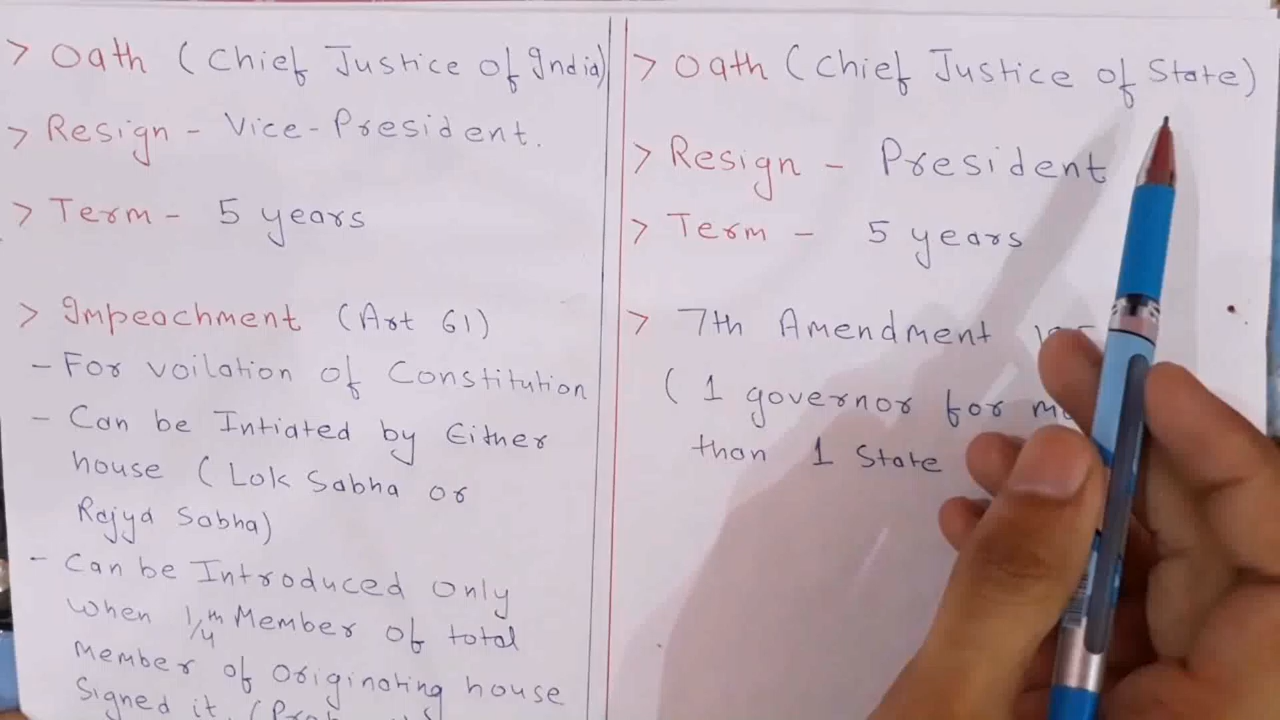 > Oath (Chief Justice of India)
> Resign - Vice-President.
> Term - 5 years
> Impeachment (Art 61)
- For voilation of Constitution
- Can be Intiated by Either
house (Lok Sabha or
Rajya Sabha)
- Can be Introduced Only
when 1/4th Member of total
member of originating house
Signed it.
> Oath (Chief Justice of State)
> Resign - President
> Term - 5 years
> 7th Amendment
(1 governor for
than 1 State